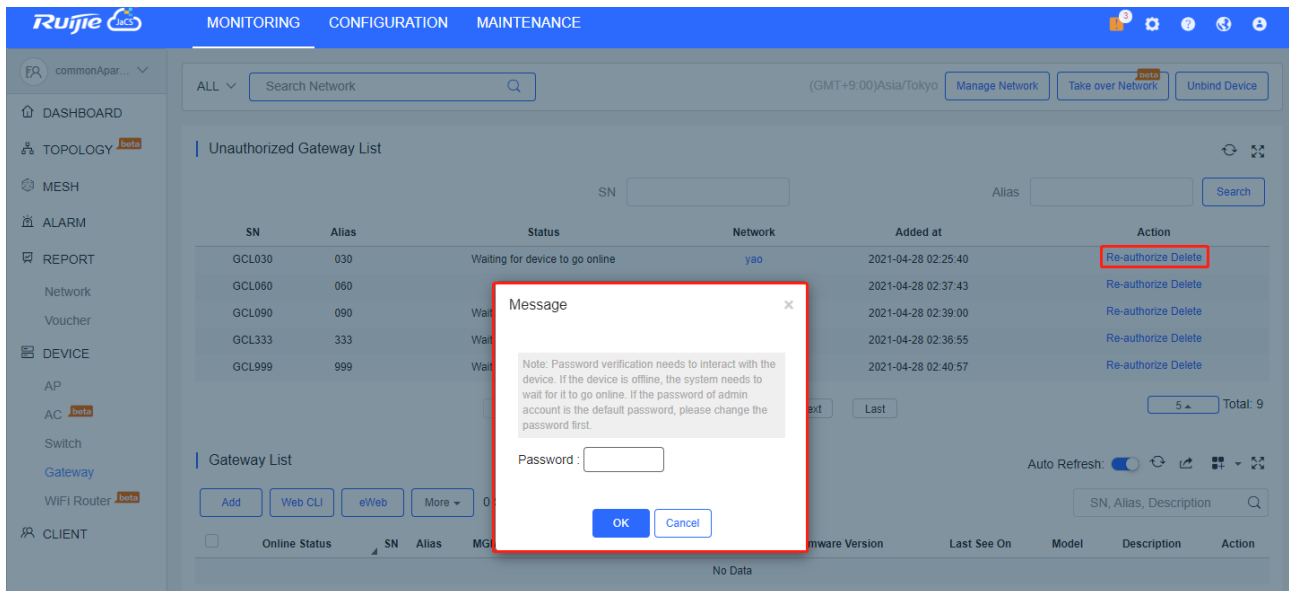 Ruijie JaCS MONITORING CONFIGURATION MAINTENANCE 3
commonApar...
ALL Search Network (GMT+9:00)Asia/Tokyo Manage Network Take over Network beta Unbind Device
DASHBOARD
TOPOLOGY beta
MESH
ALARM
REPORT
Network
Voucher
DEVICE
AP
AC beta
Switch
Gateway
WiFi Router beta
CLIENT
Unauthorized Gateway List
SN Alias Search
SN Alias Status Network Added at Action
GCL030 030 Waiting for device to go online yao 2021-04-28 02:25:40 Re-authorize Delete
GCL060 060 2021-04-28 02:37:43 Re-authorize Delete
GCL090 090 Wait 2021-04-28 02:39:00 Re-authorize Delete
GCL333 333 Wait 2021-04-28 02:36:55 Re-authorize Delete
GCL999 999 Wait 2021-04-28 02:40:57 Re-authorize Delete
Last 5 Total: 9
Message ×
Note: Password verification needs to interact with the
device. If the device is offline, the system needs to
wait for it to go online. If the password of admin
account is the default password, please change the
password first.
Password :
OK Cancel
Gateway List Auto Refresh:
Add Web CLI eWeb More 0 SN, Alias, Description
Online Status SN Alias Last See On Model Description Action
No Data